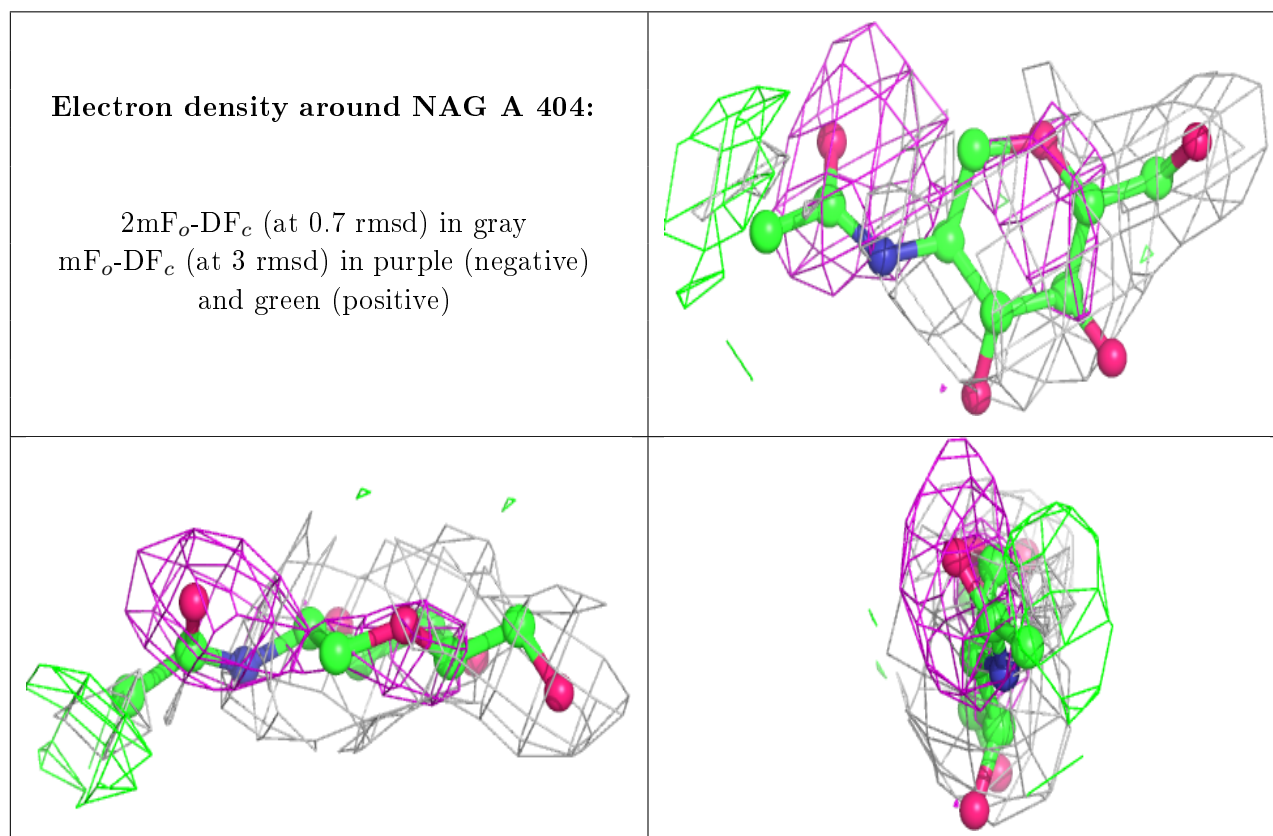 Electron density around NAG A 404:
2mFo-DFc (at 0.7 rmsd) in gray
mFo-DFc (at 3 rmsd) in purple (negative)
and green (positive)